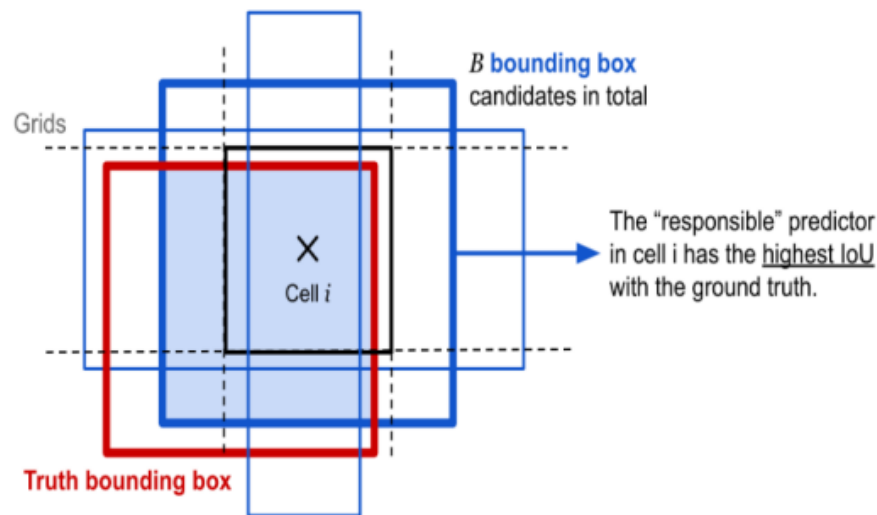 B bounding box
candidates in total
Grids
The “responsible” predictor
in cell i has the highest IoU
with the ground truth.
Cell i
Truth bounding box